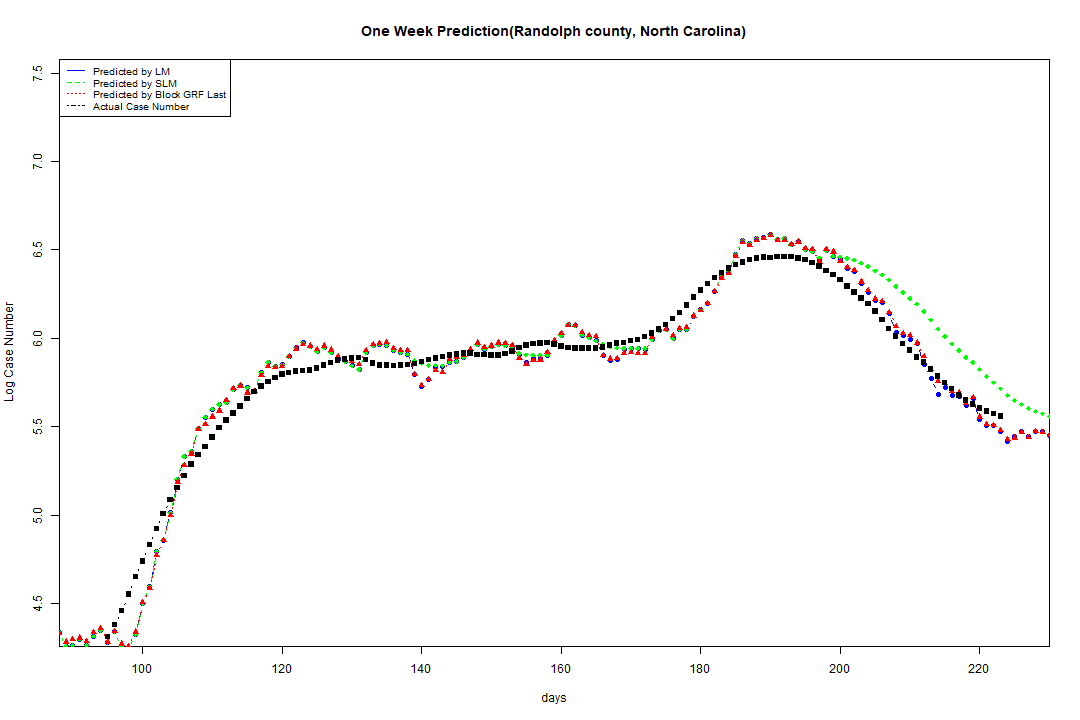 One Week Prediction(Randolph county, North Carolina)
Predicted by LM
Predicted by SLM
Predicted by Block GRF Last
Actual Case Number
7.5
7.0
6.5
6.0
5.5
5.0
4.5
Log Case Number
100 120 140 160 180 200 220
days